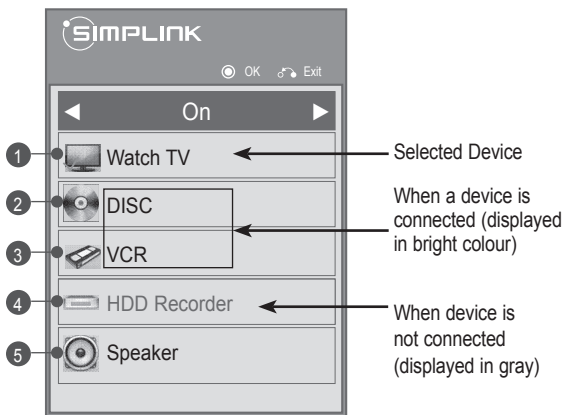 SIMPLINK
OK Exit
On
1 Watch TV
Selected Device
2 DISC
When a device is
connected (displayed
in bright colour)
3 VCR
4 HDD Recorder
When device is
not connected
(displayed in gray)
5 Speaker